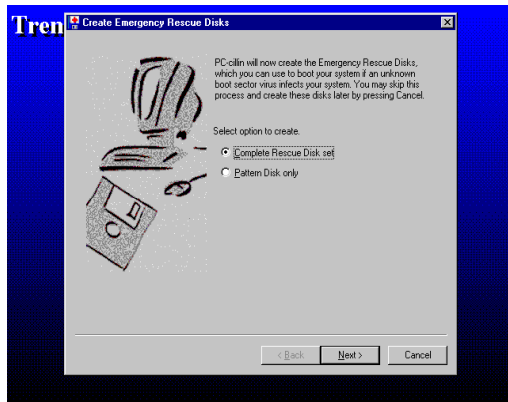 Tren
Create Emergency Rescue Disks
PC-cillin will now create the Emergency Rescue Disks,
which you can use to boot your system if an unknown
boot sector virus infects your system. You may skip this
process and create these disks later by pressing Cancel.
Select option to create.
Complete Rescue Disk set
Pattern Disk only
< Back
Next >
Cancel